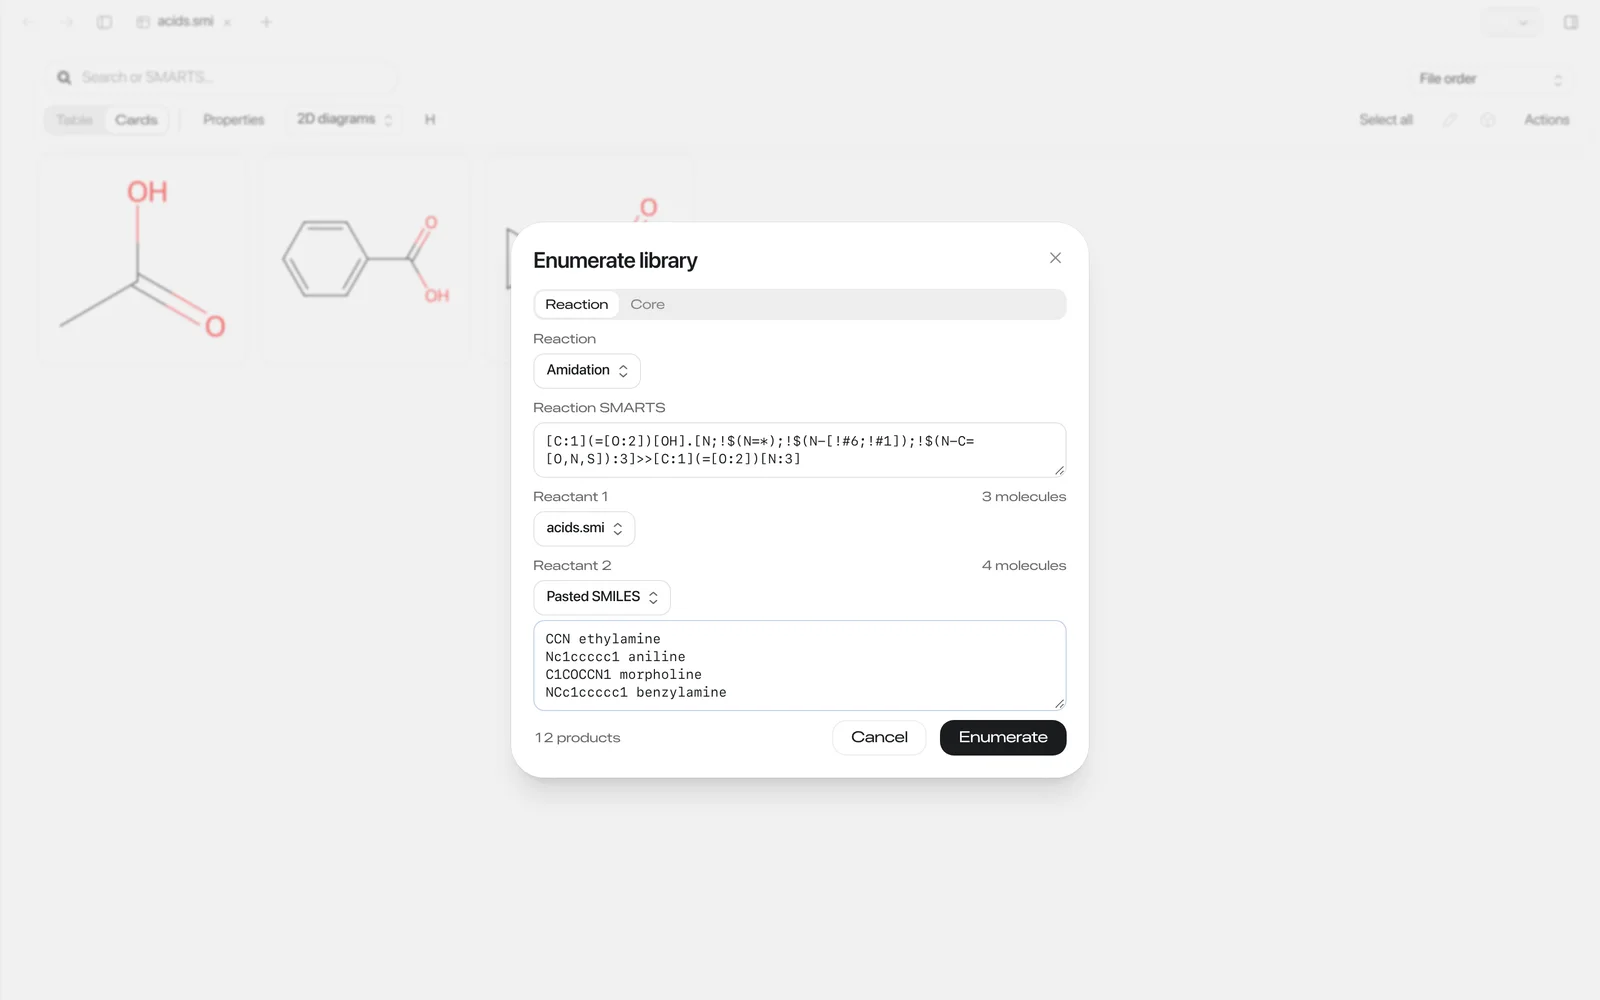 acids.smi
Search or SMARTS...
File order
Table Cards Properties 2D diagrams H Select all Actions
OH
O
O
OH
O
Enumerate library
Reaction Core
Reaction
Amidation
Reaction SMARTS
[C:1](=[O:2])[OH].[N;!$(N=*);!$(N-[!#6;!#1]);!$(N-C=
[O,N,S]):3]>>[C:1](=[O:2])[N:3]
Reactant 1 3 molecules
acids.smi
Reactant 2 4 molecules
Pasted SMILES
CCN ethylamine
Nc1ccccc1 aniline
C1COCCN1 morpholine
NCc1ccccc1 benzylamine
12 products Cancel Enumerate